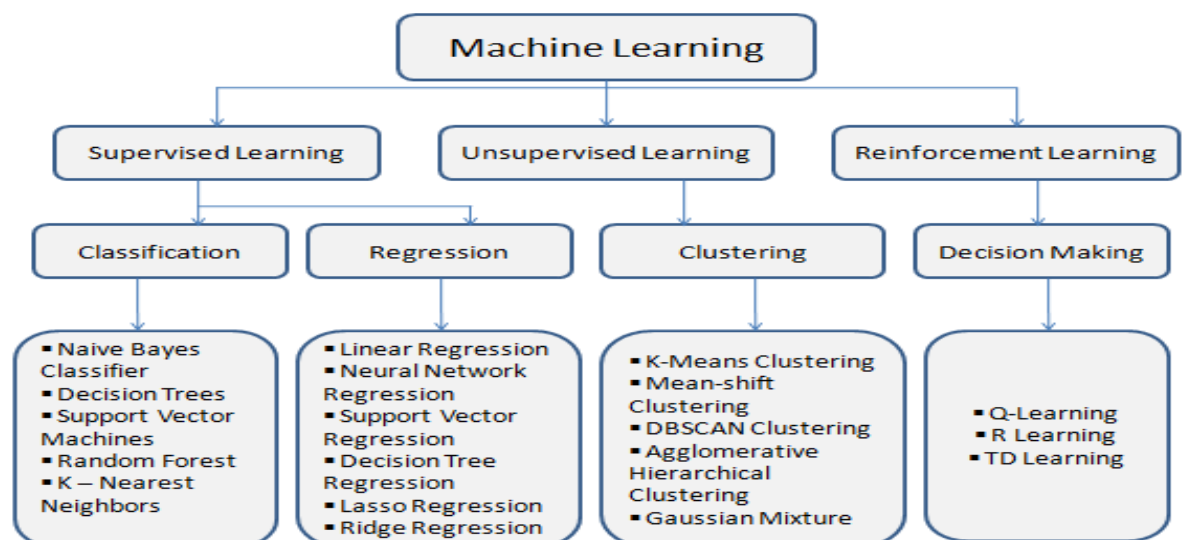 Machine Learning
Supervised Learning
Unsupervised Learning
Reinforcement Learning
Classification
Regression
Clustering
Decision Making
▪ Naive Bayes
Classifier
▪ Decision Trees
▪ Support Vector
Machines
▪ Random Forest
▪ K – Nearest
Neighbors
▪ Linear Regression
▪ Neural Network
Regression
▪ Support Vector
Regression
▪ Decision Tree
Regression
▪ Lasso Regression
▪ Ridge Regression
▪ K-Means Clustering
▪ Mean-shift
Clustering
▪ DBSCAN Clustering
▪ Agglomerative
Hierarchical
Clustering
▪ Gaussian Mixture
▪ Q-Learning
▪ R Learning
▪ TD Learning